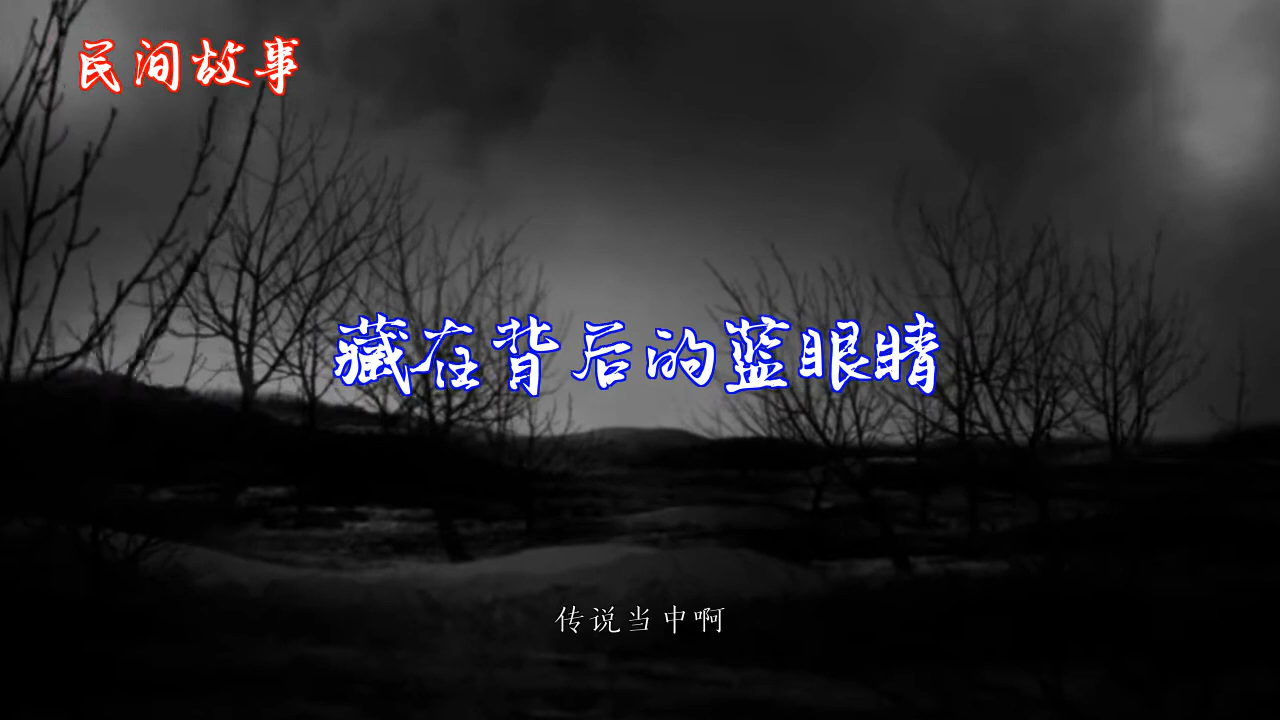 民间故事
藏在背后的蓝眼睛
传说当中啊